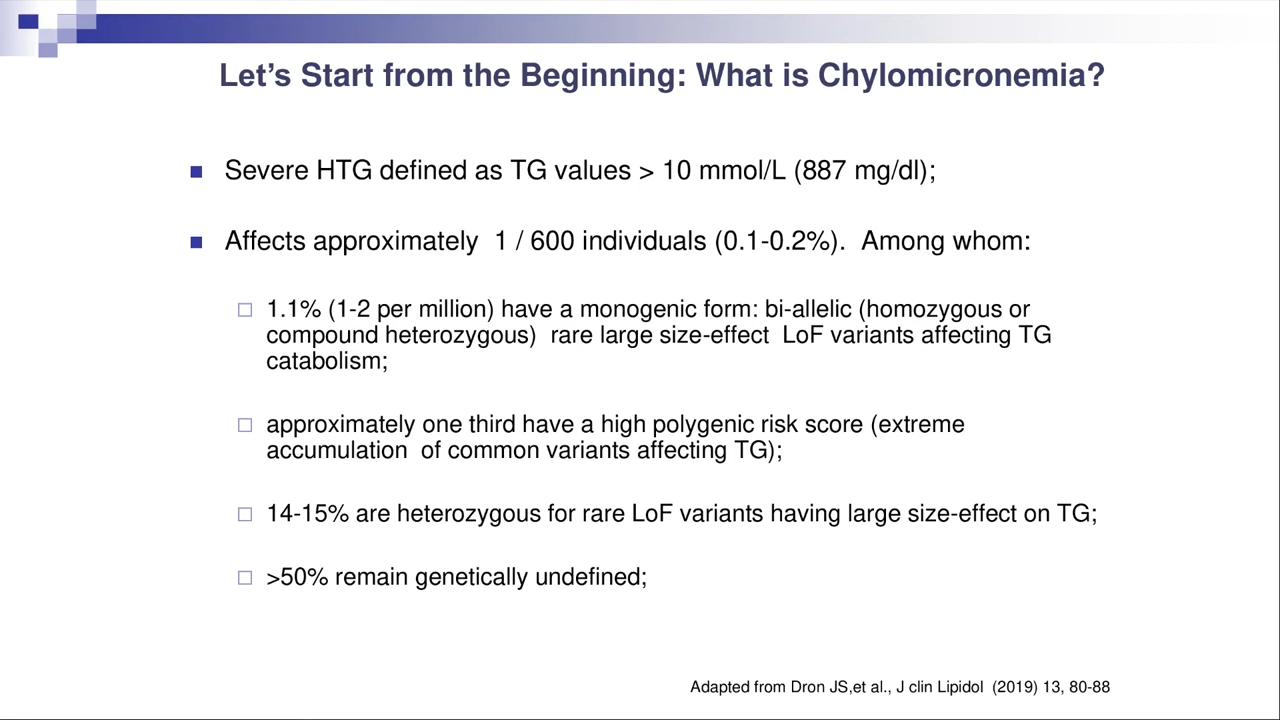 Let's Start from the Beginning: What is Chylomicronemia?
Severe HTG defined as TG values > 10 mmol/L (887 mg/dl);
Affects approximately 1 / 600 individuals (0.1-0.2%). Among whom:
1.1% (1-2 per million) have a monogenic form: bi-allelic (homozygous or
compound heterozygous) rare large size-effect LoF variants affecting TG
catabolism;
approximately one third have a high polygenic risk score (extreme
accumulation of common variants affecting TG);
14-15% are heterozygous for rare LoF variants having large size-effect on TG;
>50% remain genetically undefined;
Adapted from Dron JS,et al., J clin Lipidol (2019) 13, 80-88